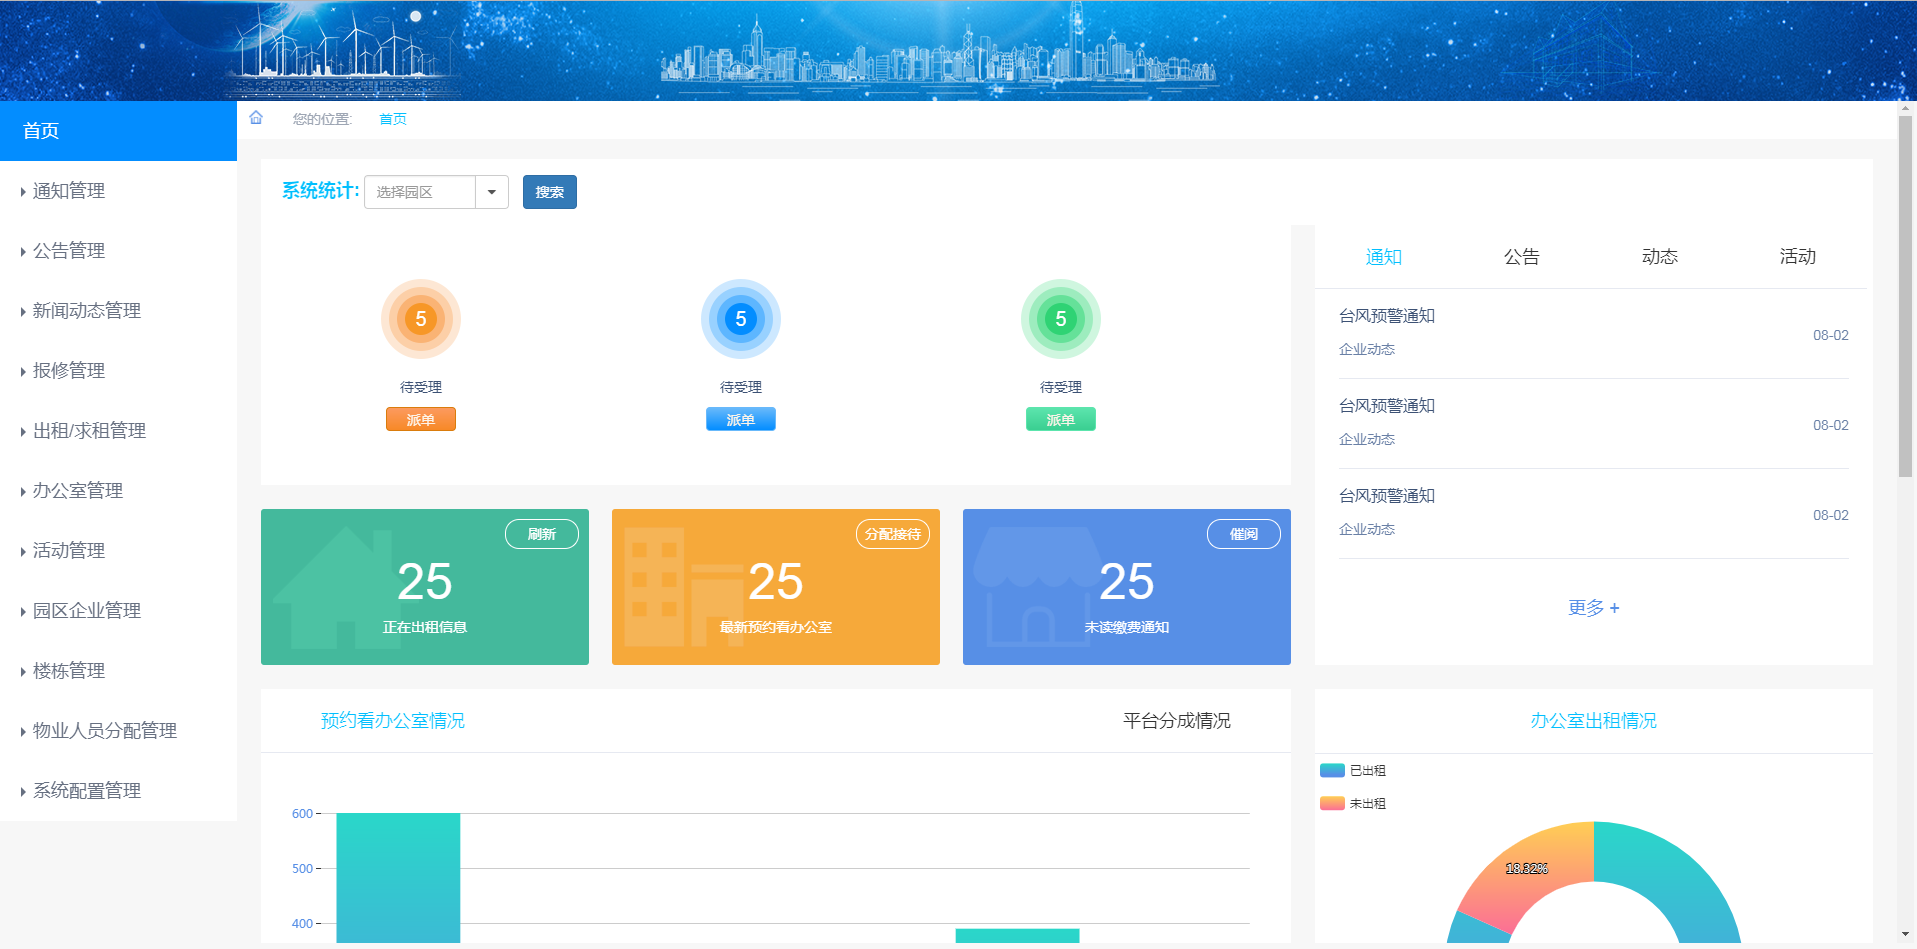 首页
通知管理
公告管理
新闻动态管理
报修管理
出租/求租管理
办公室管理
活动管理
园区企业管理
楼栋管理
物业人员分配管理
系统配置管理
您的位置: 首页
系统统计: 选择园区 搜索
5 5 5
待受理 待受理 待受理
派单 派单 派单
通知 公告 动态 活动
台风预警通知
企业动态
08-02
台风预警通知
企业动态
08-02
台风预警通知
企业动态
08-02
更多 +
刷新
25
正在出租信息
分配接待
25
最新预约看办公室
催阅
25
未读缴费通知
预约看办公室情况 平台分成情况
600
500
400
办公室出租情况
已出租
未出租
18.32%